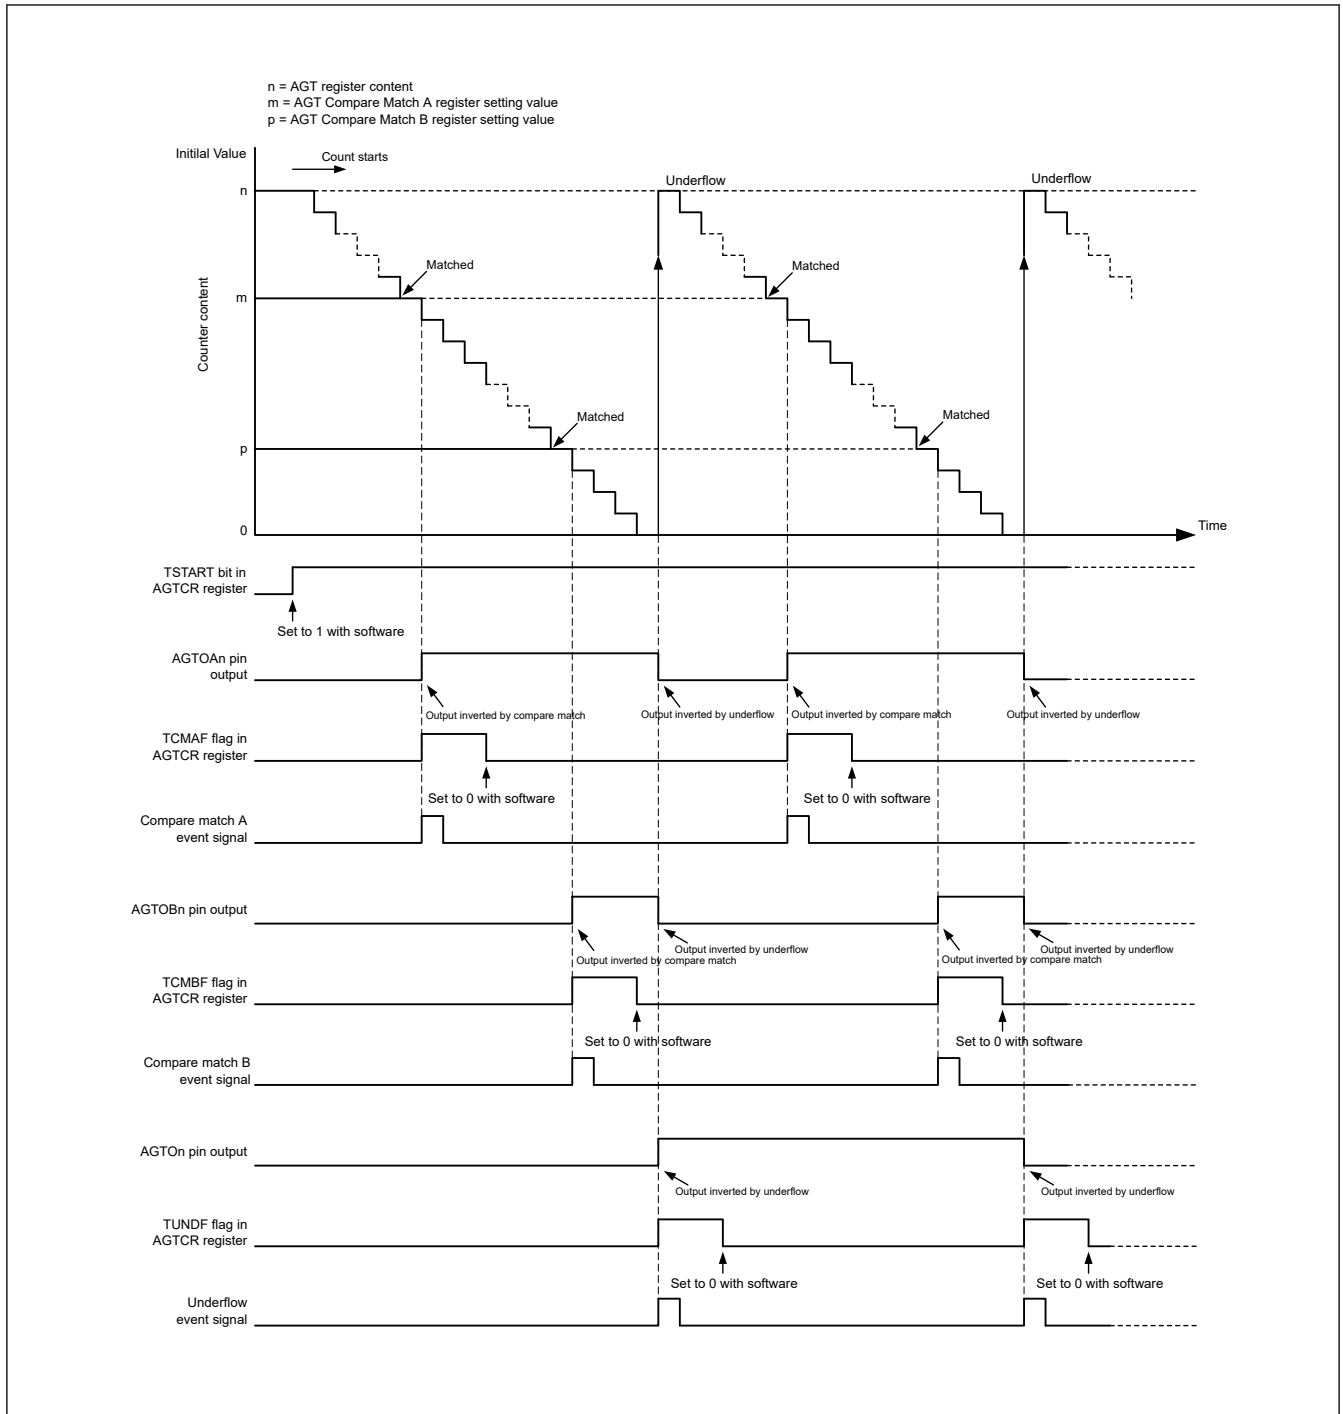 n = AGT register content
m = AGT Compare Match A register setting value
p = AGT Compare Match B register setting value
Initilal Value
Count starts
n
Underflow
Underflow
Matched
Matched
m
Counter content
Matched
Matched
p
0
Time
TSTART bit in
AGTCR register
Set to 1 with software
AGTOAn pin
output
Output inverted by compare match
Output inverted by underflow
Output inverted by compare match
Output inverted by underflow
TCMAF flag in
AGTCR register
Set to 0 with software
Set to 0 with software
Compare match A
event signal
AGTOBn pin output
Output inverted by underflow
Output inverted by compare match
Output inverted by underflow
Output inverted by compare match
TCMBF flag in
AGTCR register
Set to 0 with software
Set to 0 with software
Compare match B
event signal
AGTOn pin output
Output inverted by underflow
Output inverted by underflow
TUNDF flag in
AGTCR register
Set to 0 with software
Set to 0 with software
Underflow
event signal